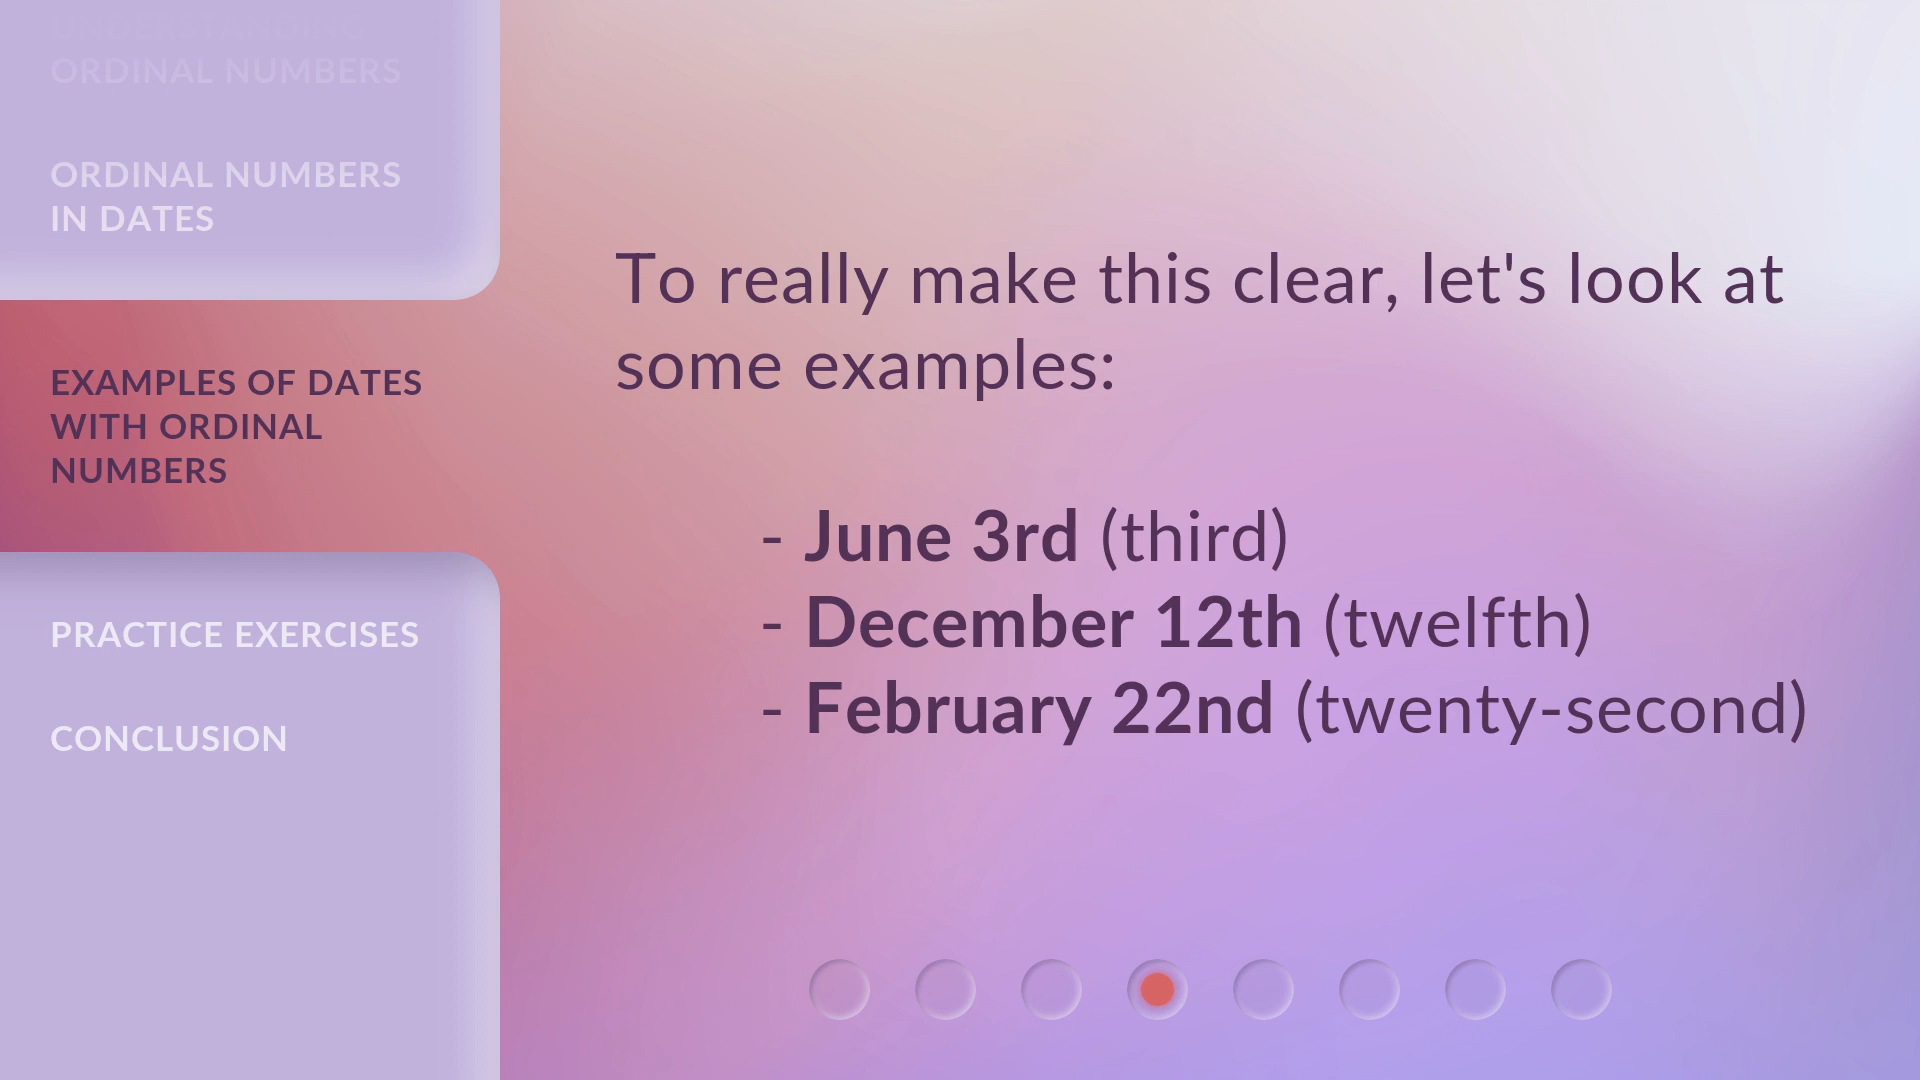 UNDERSTANDING
ORDINAL NUMBERS
ORDINAL NUMBERS
IN DATES
EXAMPLES OF DATES
WITH ORDINAL
NUMBERS
PRACTICE EXERCISES
CONCLUSION
To really make this clear, let's look at
some examples:
- June 3rd (third)
- December 12th (twelfth)
- February 22nd (twenty-second)